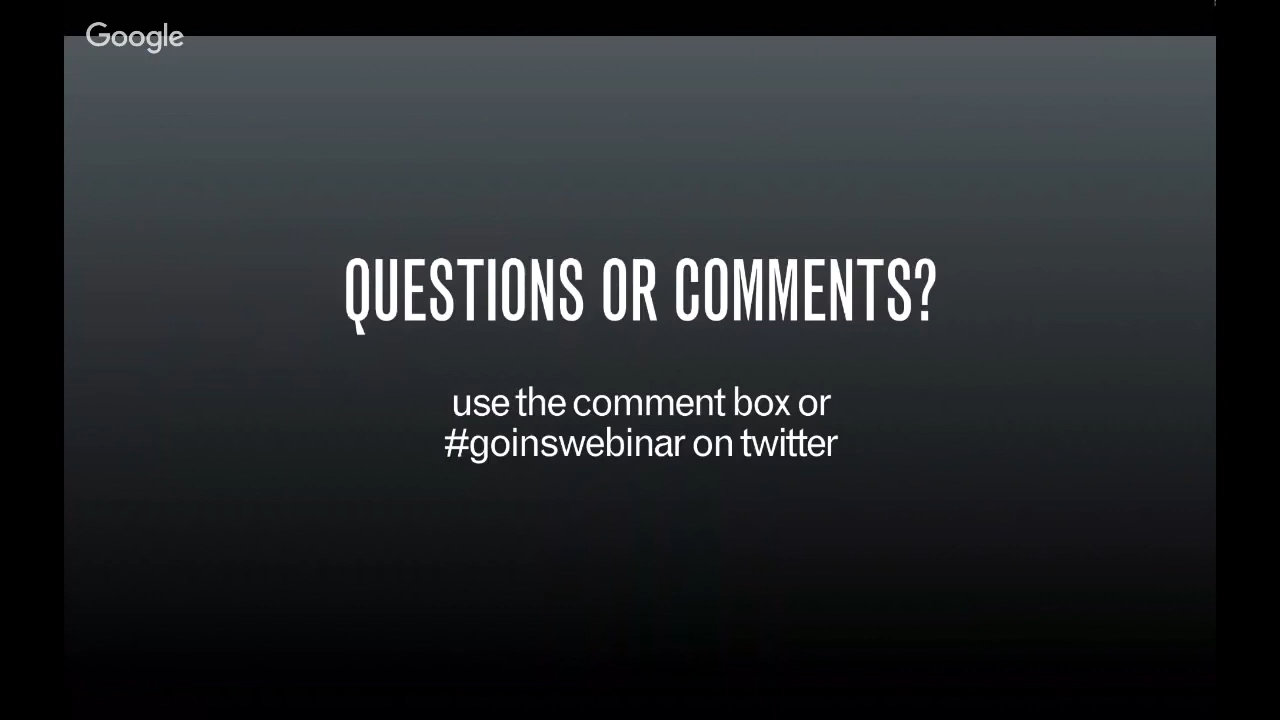 Google
QUESTIONS OR COMMENTS?
use the comment box or
#goinswebinar on twitter